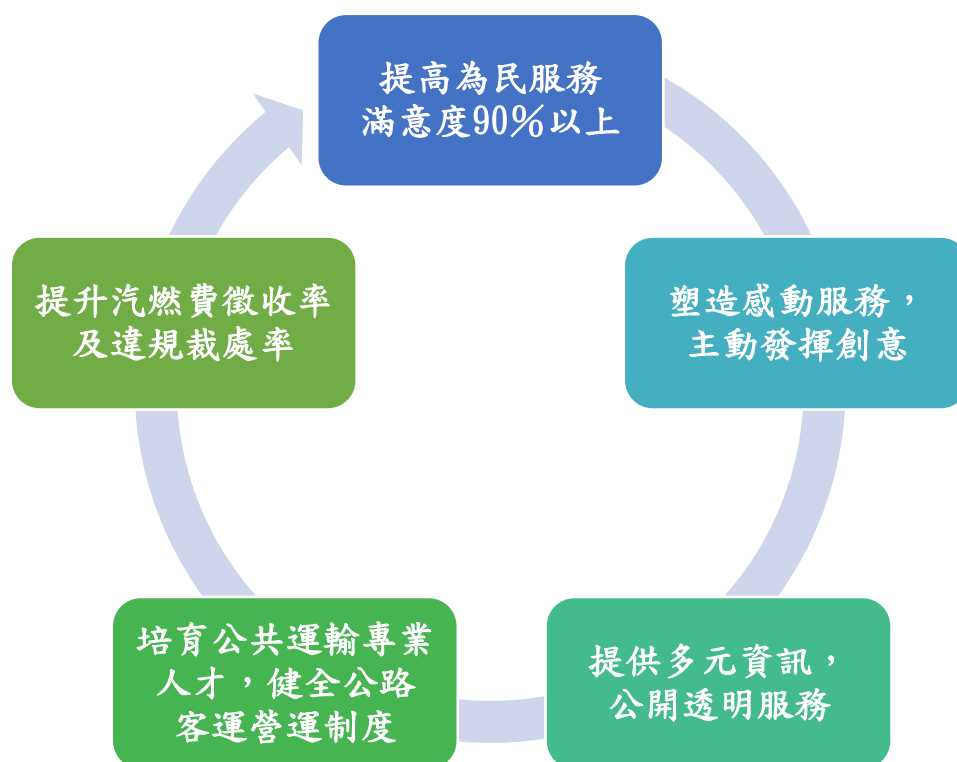 提高為民服務
滿意度90%以上
塑造感動服務，
主動發揮創意
提供多元資訊，
公開透明服務
培育公共運輸專業
人才，健全公路
客運營運制度
提升汽燃費徵收率
及違規裁處率